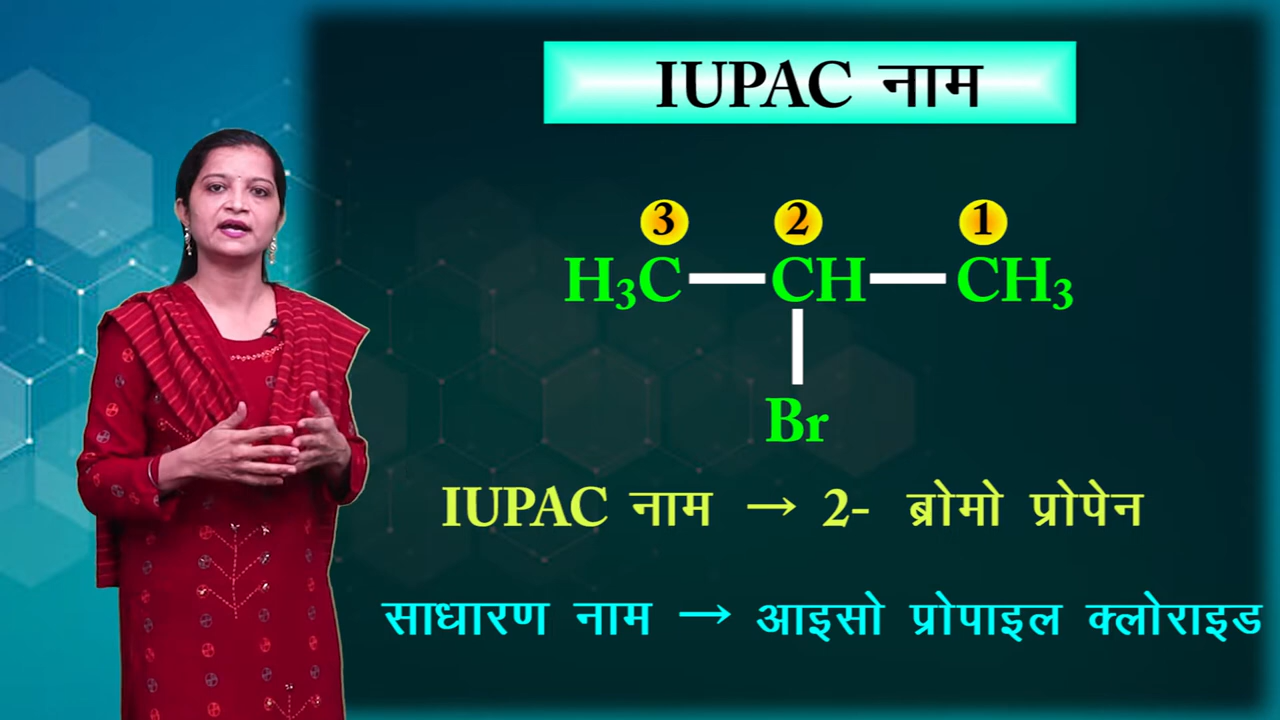 IUPAC नाम
3 2 1
H₃C—CH—CH₃
Br
IUPAC नाम → 2- ब्रोमो प्रोपेन
साधारण नाम → आइसो प्रोपाइल क्लोराइड